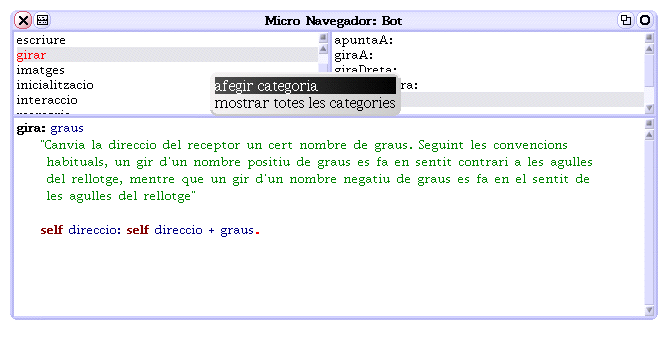 Micro Navegador: Bot
escriure
girar
imatges
inicialització
interaccio
apuntaA:
giraA:
giraDreta:
ra:
afegir categoria
mostrar totes les categories
gira: graus
"Canvia la direccio del receptor un cert nombre de graus. Seguint les convencions
habituals, un gir d'un nombre positiu de graus es fa en sentit contrari a les agulles
del rellotge, mentre que un gir d'un nombre negatiu de graus es fa en el sentit de
les agulles del rellotge"
self direccio: self direccio + graus.